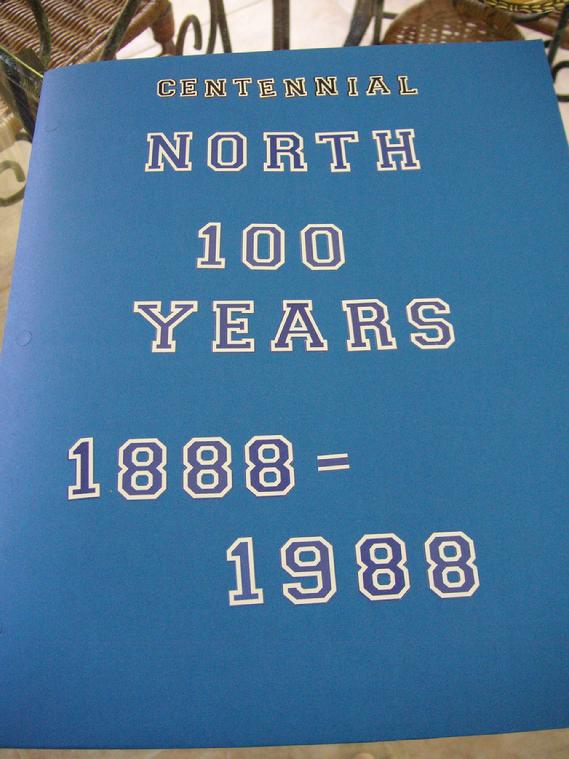 CENTENNIAL
NORTH
100
YEARS
1888=
1988